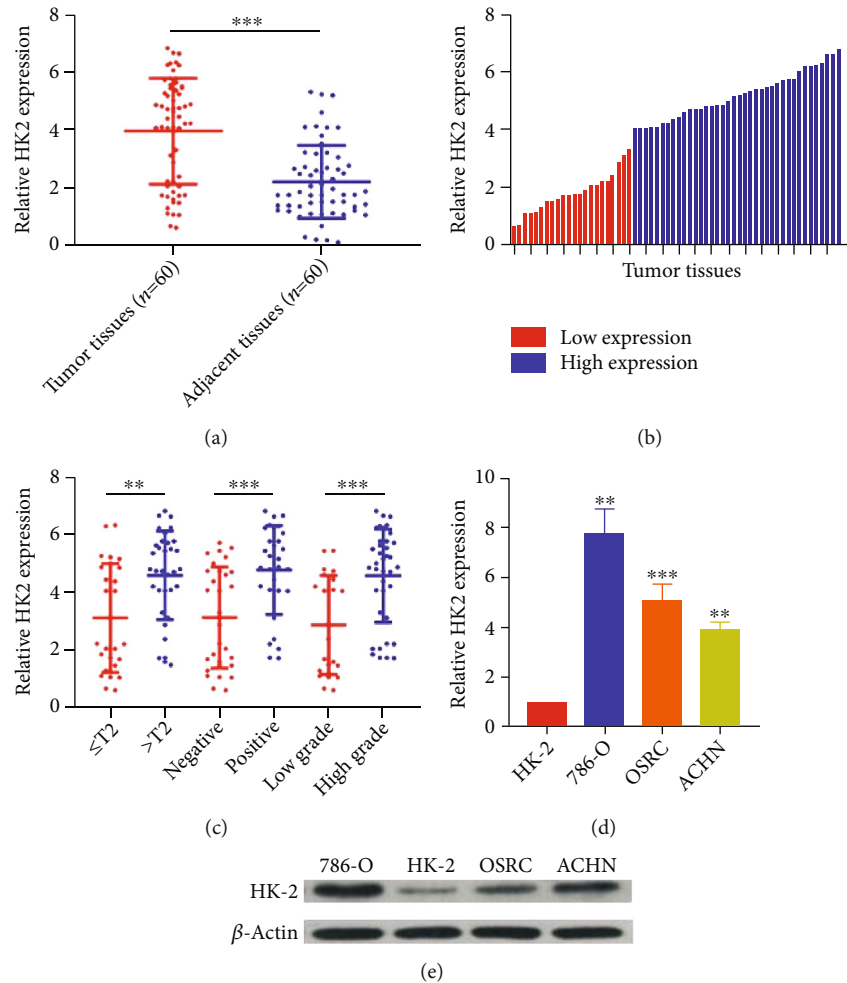 Relative HK2 expression
8
6
4
2
0
***
Tumor tissues (n=60)
Adjacent tissues (n=60)
(a)
Relative HK2 expression
8
6
4
2
0
Tumor tissues
Low expression
High expression
(b)
Relative HK2 expression
8
6
4
2
0
**
***
***
≤T2
>T2
Negative
Positive
Low grade
High grade
(c)
Relative HK2 expression
10
8
6
4
2
0
**
***
**
HK-2
786-O
OSRC
ACHN
(d)
786-O HK-2 OSRC ACHN
HK-2
β-Actin
(e)